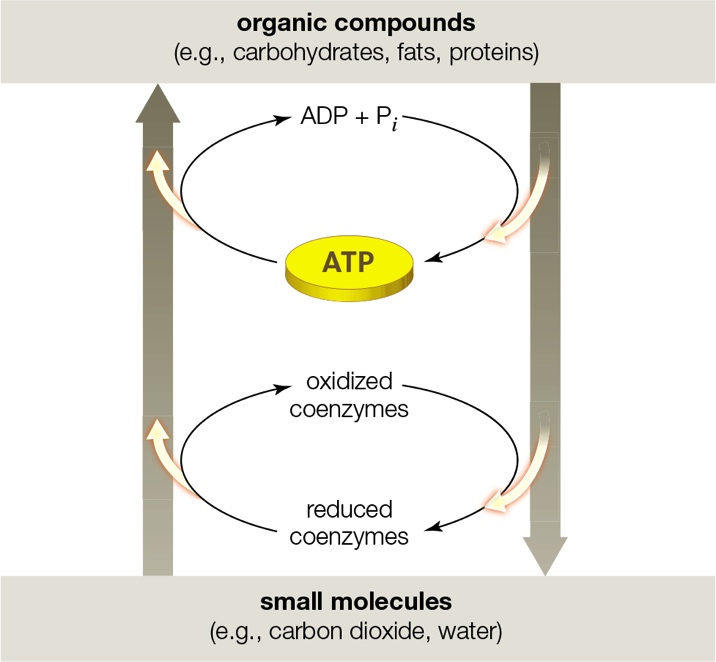 organic compounds
(e.g., carbohydrates, fats, proteins)
ADP + Pi
ATP
oxidized
coenzymes
reduced
coenzymes
small molecules
(e.g., carbon dioxide, water)